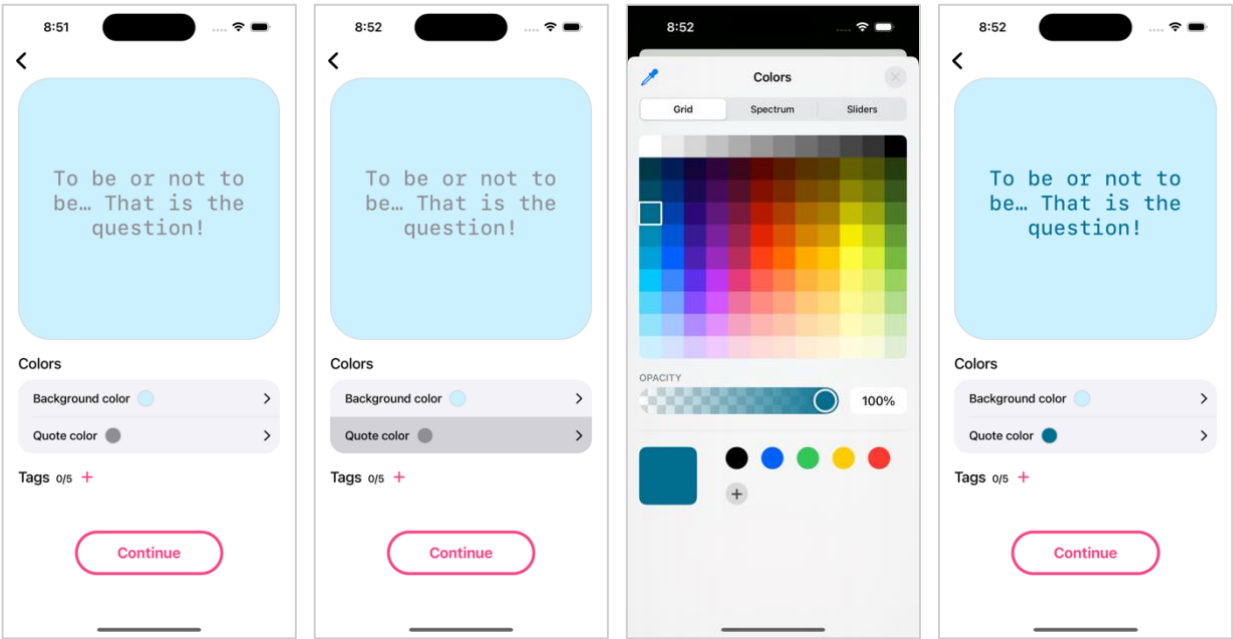 8:51
To be or not to
be… That is the
question!
Colors
Background color
Quote color
Tags 0/5 +
Continue
8:52
To be or not to
be… That is the
question!
Colors
Background color
Quote color
Tags 0/5 +
Continue
8:52
Colors
Grid Spectrum Sliders
OPACITY
100%
8:52
To be or not to
be… That is the
question!
Colors
Background color
Quote color
Tags 0/5 +
Continue